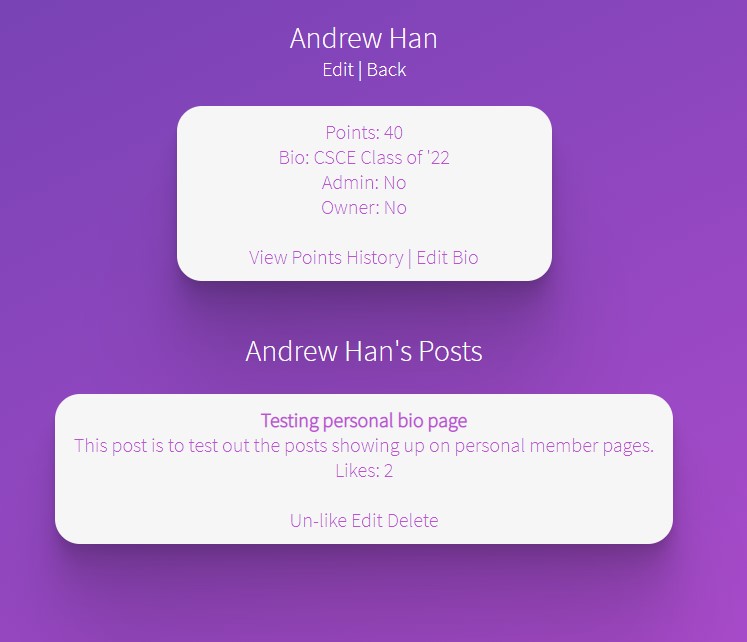 Andrew Han
Edit | Back
Points: 40
Bio: CSCE Class of '22
Admin: No
Owner: No
View Points History | Edit Bio
Andrew Han's Posts
Testing personal bio page
This post is to test out the posts showing up on personal member pages.
Likes: 2
Un-like Edit Delete